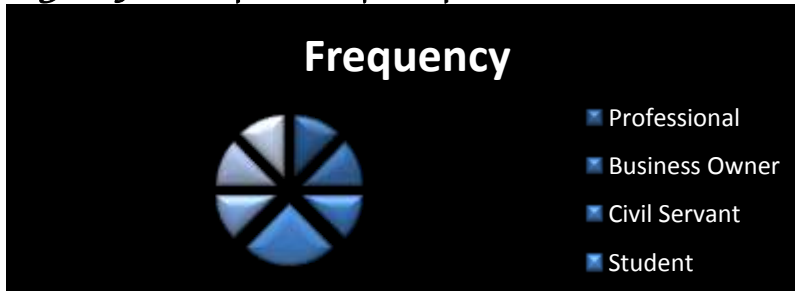 Frequency
Professional
Business Owner
Civil Servant
Student